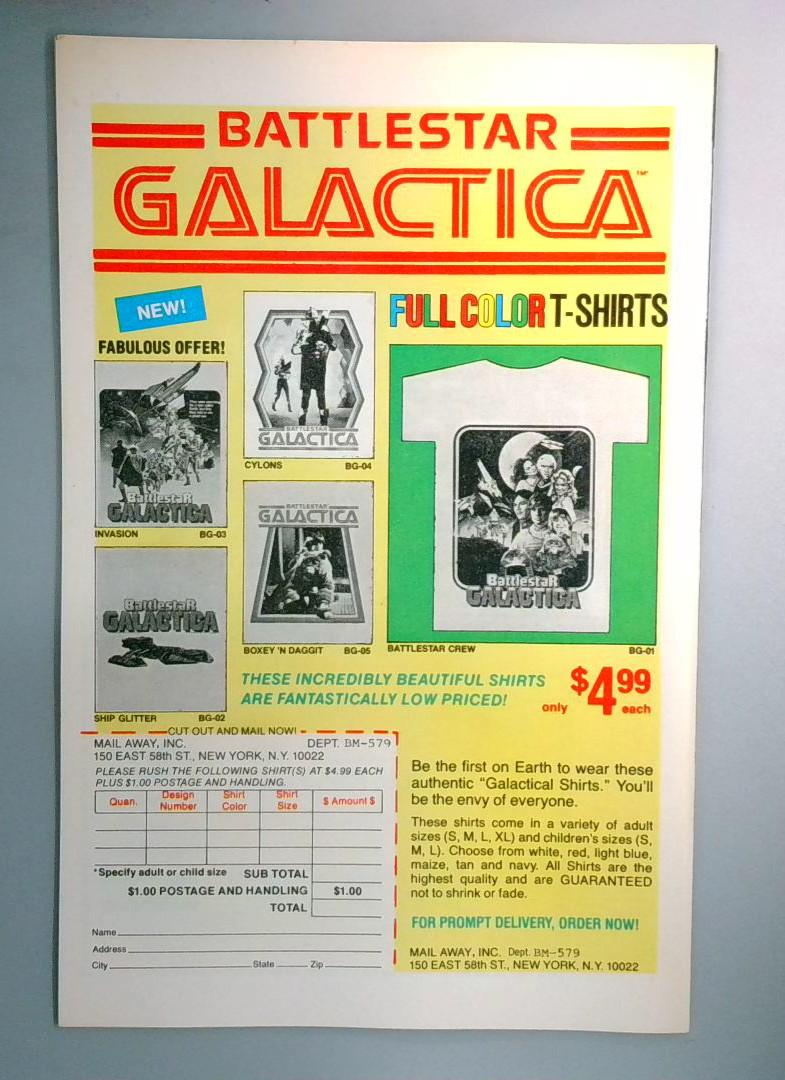 BATTLESTAR
GALACTICA™
NEW!
FABULOUS OFFER!
FULL COLOR T-SHIRTS
BattlestaR
GALACTICA
INVASION BG-03
BATTLESTAR
GALACTICA
CYLONS BG-04
BattlestaR
GALACTICA
SHIP GLITTER BG-02
BATTLESTAR
GALACTICA
BOXEY 'N DAGGIT BG-05
BattlestaR
GALACTICA
BATTLESTAR CREW BG-01
THESE INCREDIBLY BEAUTIFUL SHIRTS
ARE FANTASTICALLY LOW PRICED!
only $4.99 each
CUT OUT AND MAIL NOW!
MAIL AWAY, INC. DEPT. BM-579
150 EAST 58th ST., NEW YORK, N.Y. 10022
PLEASE RUSH THE FOLLOWING SHIRT(S) AT $4.99 EACH
PLUS $1.00 POSTAGE AND HANDLING.
Quan. Design Number Shirt Color Shirt Size $ Amount $
*Specify adult or child size SUB TOTAL
$1.00 POSTAGE AND HANDLING $1.00
TOTAL
Name
Address
City State Zip
Be the first on Earth to wear these
authentic "Galactical Shirts." You'll
be the envy of everyone.
These shirts come in a variety of adult
sizes (S, M, L, XL) and children's sizes (S,
M, L). Choose from white, red, light blue,
maize, tan and navy. All Shirts are the
highest quality and are GUARANTEED
not to shrink or fade.
FOR PROMPT DELIVERY, ORDER NOW!
MAIL AWAY, INC. Dept. BM-579
150 EAST 58th ST., NEW YORK, N.Y. 10022